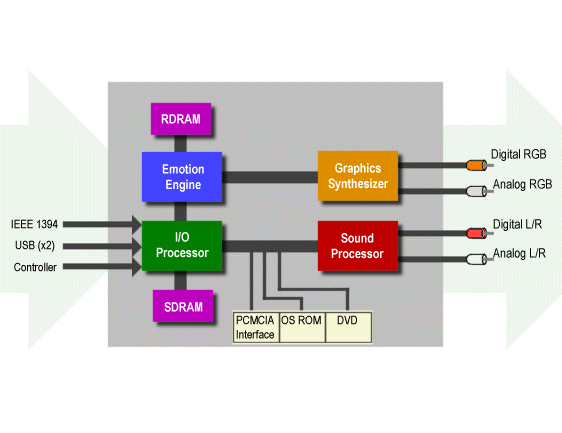 RDRAM
Emotion
Engine
Graphics
Synthesizer
Digital RGB
Analog RGB
IEEE 1394
USB (x2)
Controller
I/O
Processor
Sound
Processor
Digital L/R
Analog L/R
SDRAM
PCMCIA
Interface
OS ROM
DVD